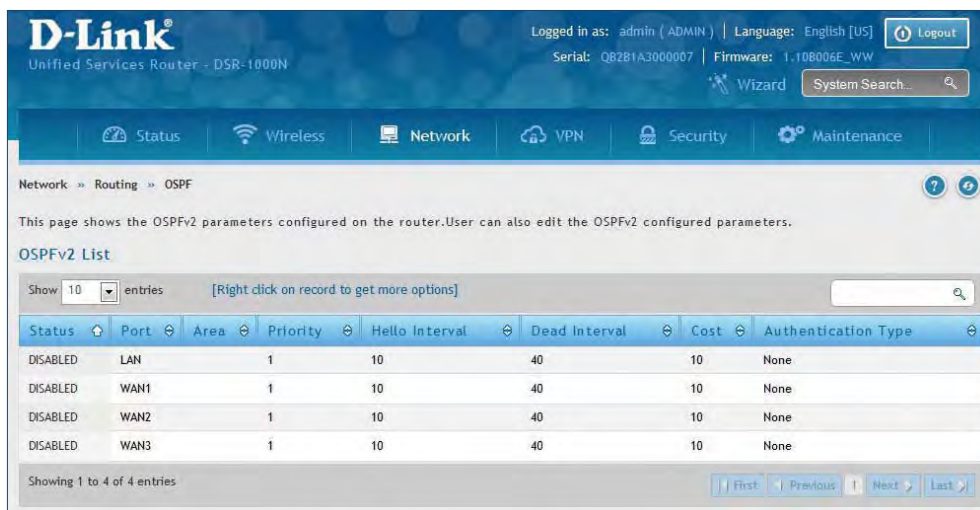 D-Link
Unified Services Router - DSR-1000N
Logged in as: admin ( ADMIN ) | Language: English [US]
Logout
Serial: QB2B1A3000007 | Firmware: 1.10B006E_WW
Wizard
System Search...
Status
Wireless
Network
VPN
Security
Maintenance
Network » Routing » OSPF
This page shows the OSPFv2 parameters configured on the router.User can also edit the OSPFv2 configured parameters.
OSPFv2 List
Show 10 entries
[Right click on record to get more options]
Status Port Area Priority Hello Interval Dead Interval Cost Authentication Type
DISABLED LAN 1 10 40 10 None
DISABLED WAN1 1 10 40 10 None
DISABLED WAN2 1 10 40 10 None
DISABLED WAN3 1 10 40 10 None
Showing 1 to 4 of 4 entries
First Previous 1 Next Last